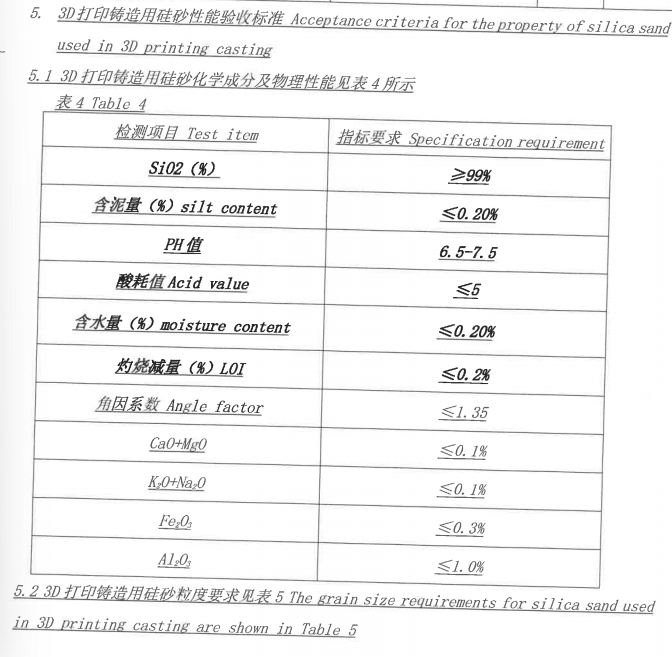 5. 3D打印铸造用硅砂性能验收标准 Acceptance criteria for the property of silica sand
used in 3D printing casting
5.1 3D打印铸造用硅砂化学成分及物理性能见表4所示
表4 Table 4
检测项目 Test item 指标要求 Specification requirement
SiO2（%） ≥99%
含泥量（%）silt content ≤0.20%
PH值 6.5-7.5
酸耗值 Acid value ≤5
含水量（%）moisture content ≤0.20%
灼烧减量（%）LOI ≤0.2%
角因系数 Angle factor ≤1.35
CaO+MgO ≤0.1%
K₂O+Na₂O ≤0.1%
Fe₂O₃ ≤0.3%
Al₂O₃ ≤1.0%
5.2 3D打印铸造用硅砂粒度要求见表5 The grain size requirements for silica sand used
in 3D printing casting are shown in Table 5